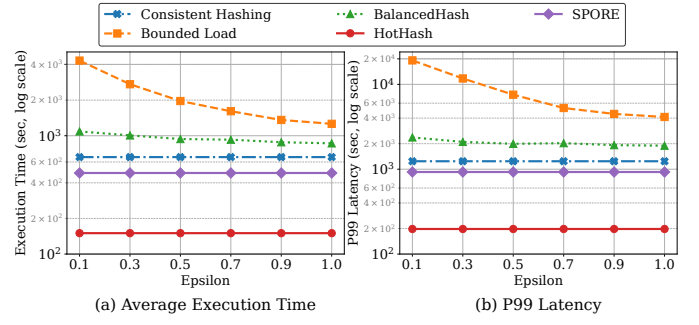 Consistent Hashing
Bounded Load
BalancedHash
HotHash
SPORE
Execution Time (sec, log scale)
4 × 10³
2 × 10³
10³
6 × 10²
4 × 10²
2 × 10²
10²
0.1 0.3 0.5 0.7 0.9 1.0
Epsilon
(a) Average Execution Time
P99 Latency (sec, log scale)
2 × 10⁴
10⁴
6 × 10³
4 × 10³
2 × 10³
10³
6 × 10²
4 × 10²
2 × 10²
10²
0.1 0.3 0.5 0.7 0.9 1.0
Epsilon
(b) P99 Latency